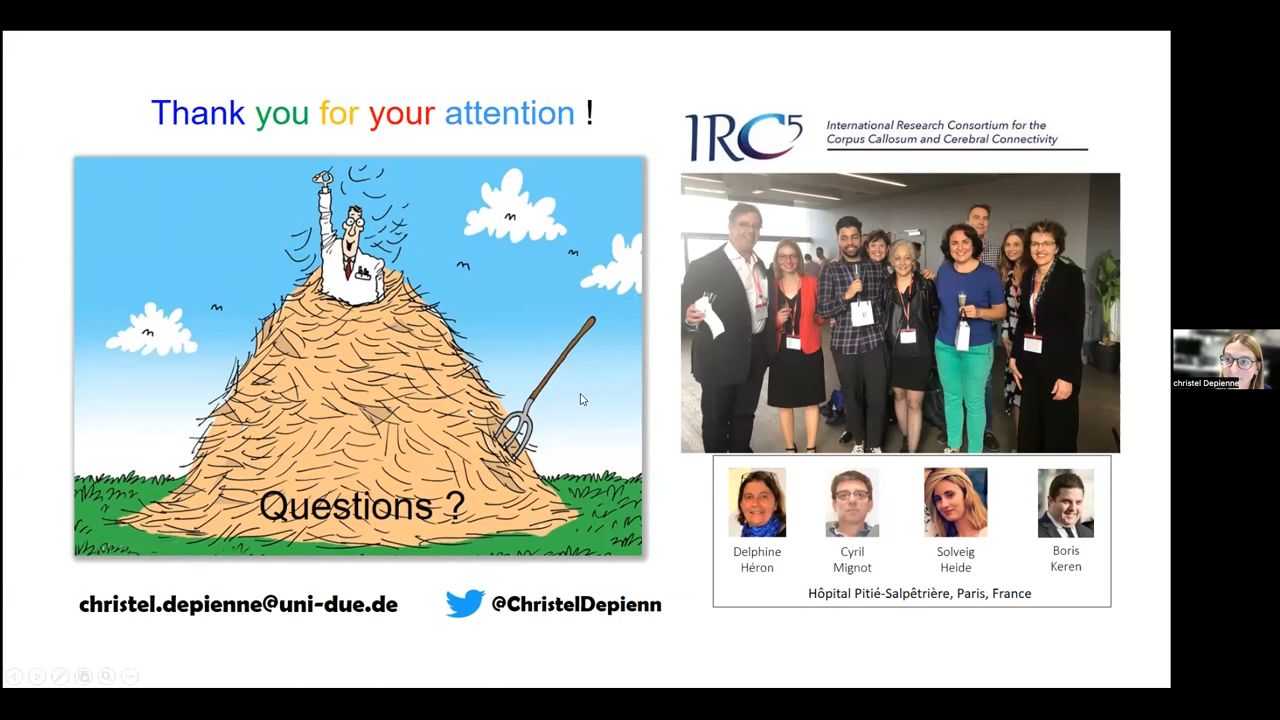 Thank you for your attention !
Questions ?
christel.depienne@uni-due.de
@ChristelDepienn
IRC5
International Research Consortium for the
Corpus Callosum and Cerebral Connectivity
Delphine
Héron
Cyril
Mignot
Solveig
Heide
Boris
Keren
Hôpital Pitié-Salpêtrière, Paris, France
christel Depienne